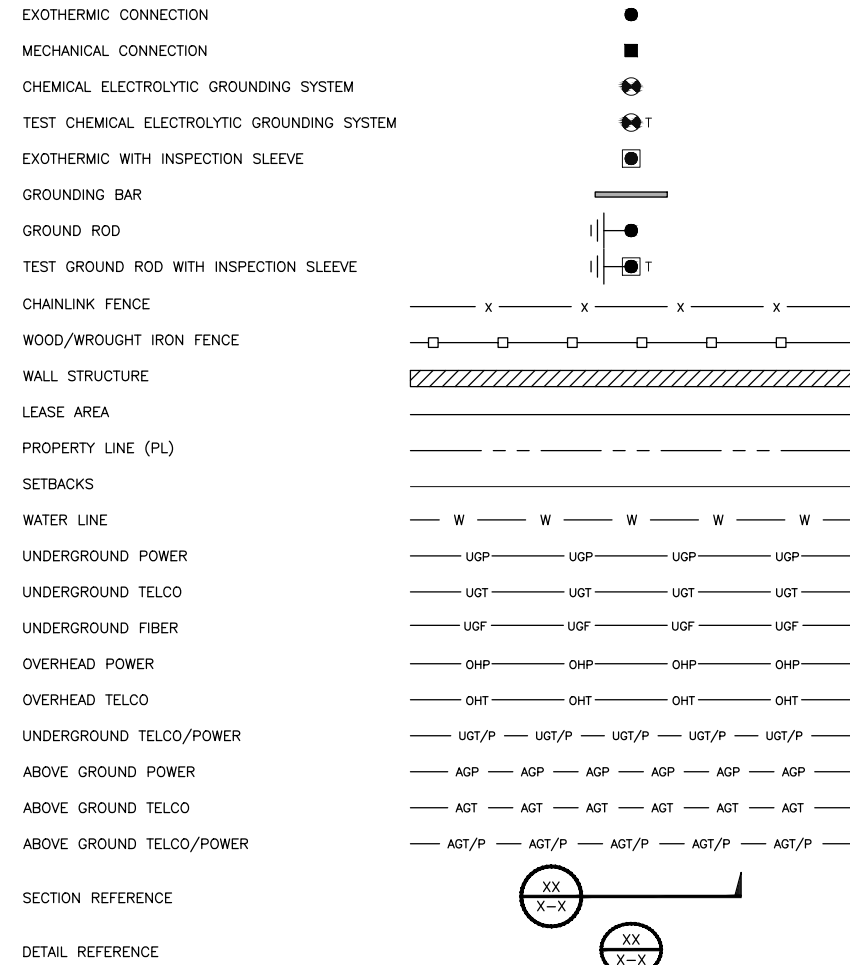 EXOTHERMIC CONNECTION
MECHANICAL CONNECTION
CHEMICAL ELECTROLYTIC GROUNDING SYSTEM
TEST CHEMICAL ELECTROLYTIC GROUNDING SYSTEM T
EXOTHERMIC WITH INSPECTION SLEEVE
GROUNDING BAR
GROUND ROD
TEST GROUND ROD WITH INSPECTION SLEEVE T
CHAINLINK FENCE X X X X
WOOD/WROUGHT IRON FENCE
WALL STRUCTURE
LEASE AREA
PROPERTY LINE (PL)
SETBACKS
WATER LINE W W W W W
UNDERGROUND POWER UGP UGP UGP UGP
UNDERGROUND TELCO UGT UGT UGT UGT
UNDERGROUND FIBER UGF UGF UGF UGF
OVERHEAD POWER OHP OHP OHP OHP
OVERHEAD TELCO OHT OHT OHT OHT
UNDERGROUND TELCO/POWER UGT/P UGT/P UGT/P UGT/P UGT/P
ABOVE GROUND POWER AGP AGP AGP AGP AGP AGP
ABOVE GROUND TELCO AGT AGT AGT AGT AGT AGT
ABOVE GROUND TELCO/POWER AGT/P AGT/P AGT/P AGT/P AGT/P
SECTION REFERENCE
XX
X-X
DETAIL REFERENCE
XX
X-X